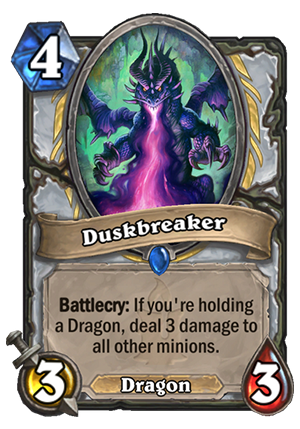 4
Duskbreaker
Battlecry: If you're holding
a Dragon, deal 3 damage to
all other minions.
3
Dragon
3